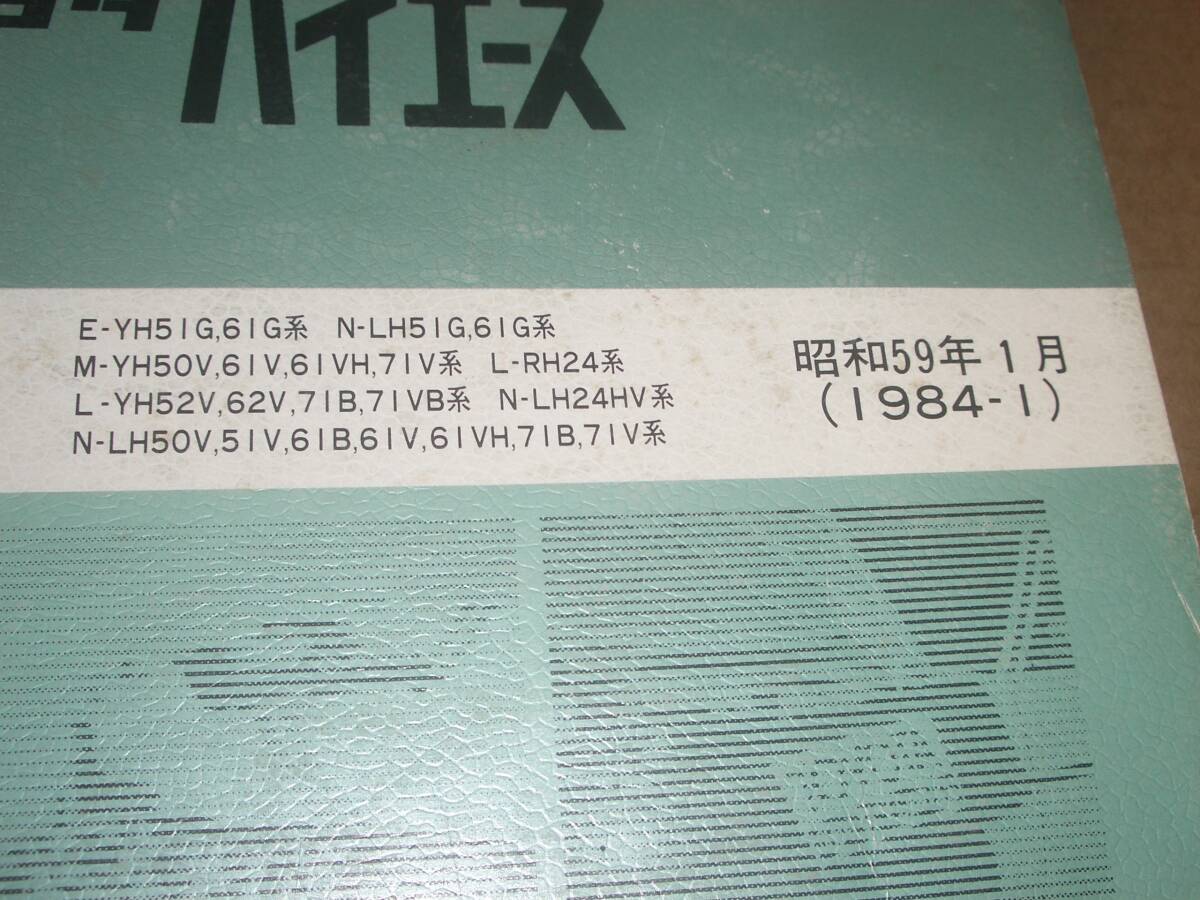 トヨタ ハイエース
E-YH51G,61G系 N-LH51G,61G系
M-YH50V,61V,61VH,71V系 L-RH24系
L-YH52V,62V,71B,71VB系 N-LH24HV系
N-LH50V,51V,61B,61V,61VH,71B,71V系
昭和59年1月
(1984-1)